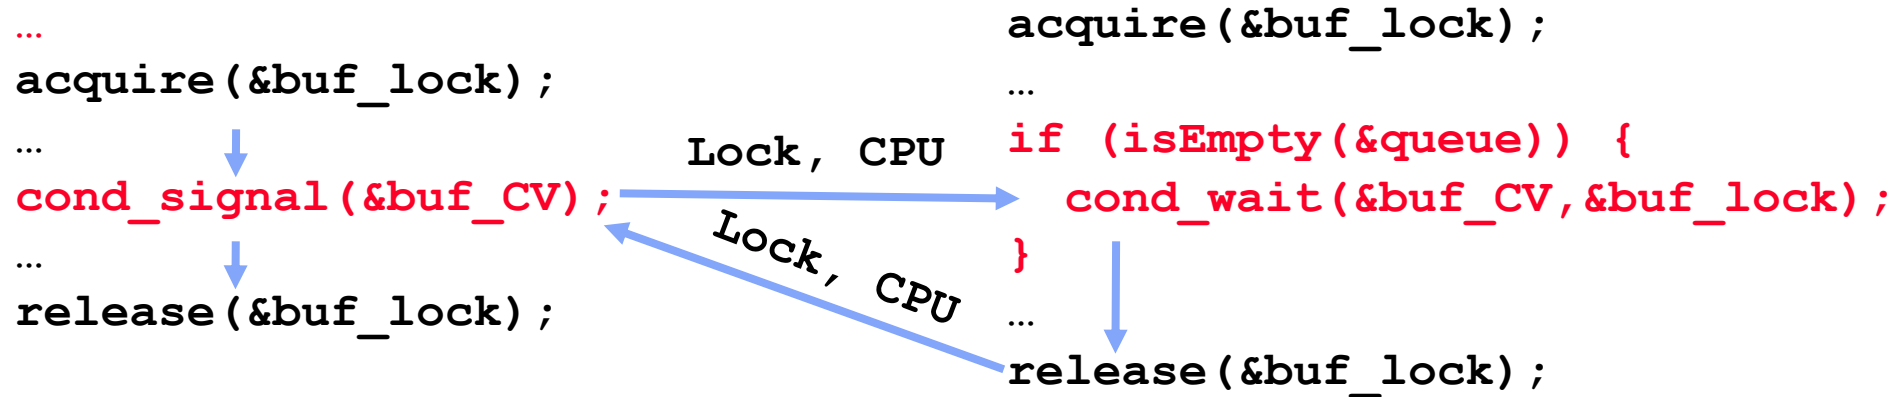 …
acquire(&buf_lock);
…
cond_signal(&buf_CV);
…
release(&buf_lock);
Lock, CPU
Lock, CPU
acquire(&buf_lock);
…
if (isEmpty(&queue)) {
cond_wait(&buf_CV,&buf_lock);
}
…
release(&buf_lock);